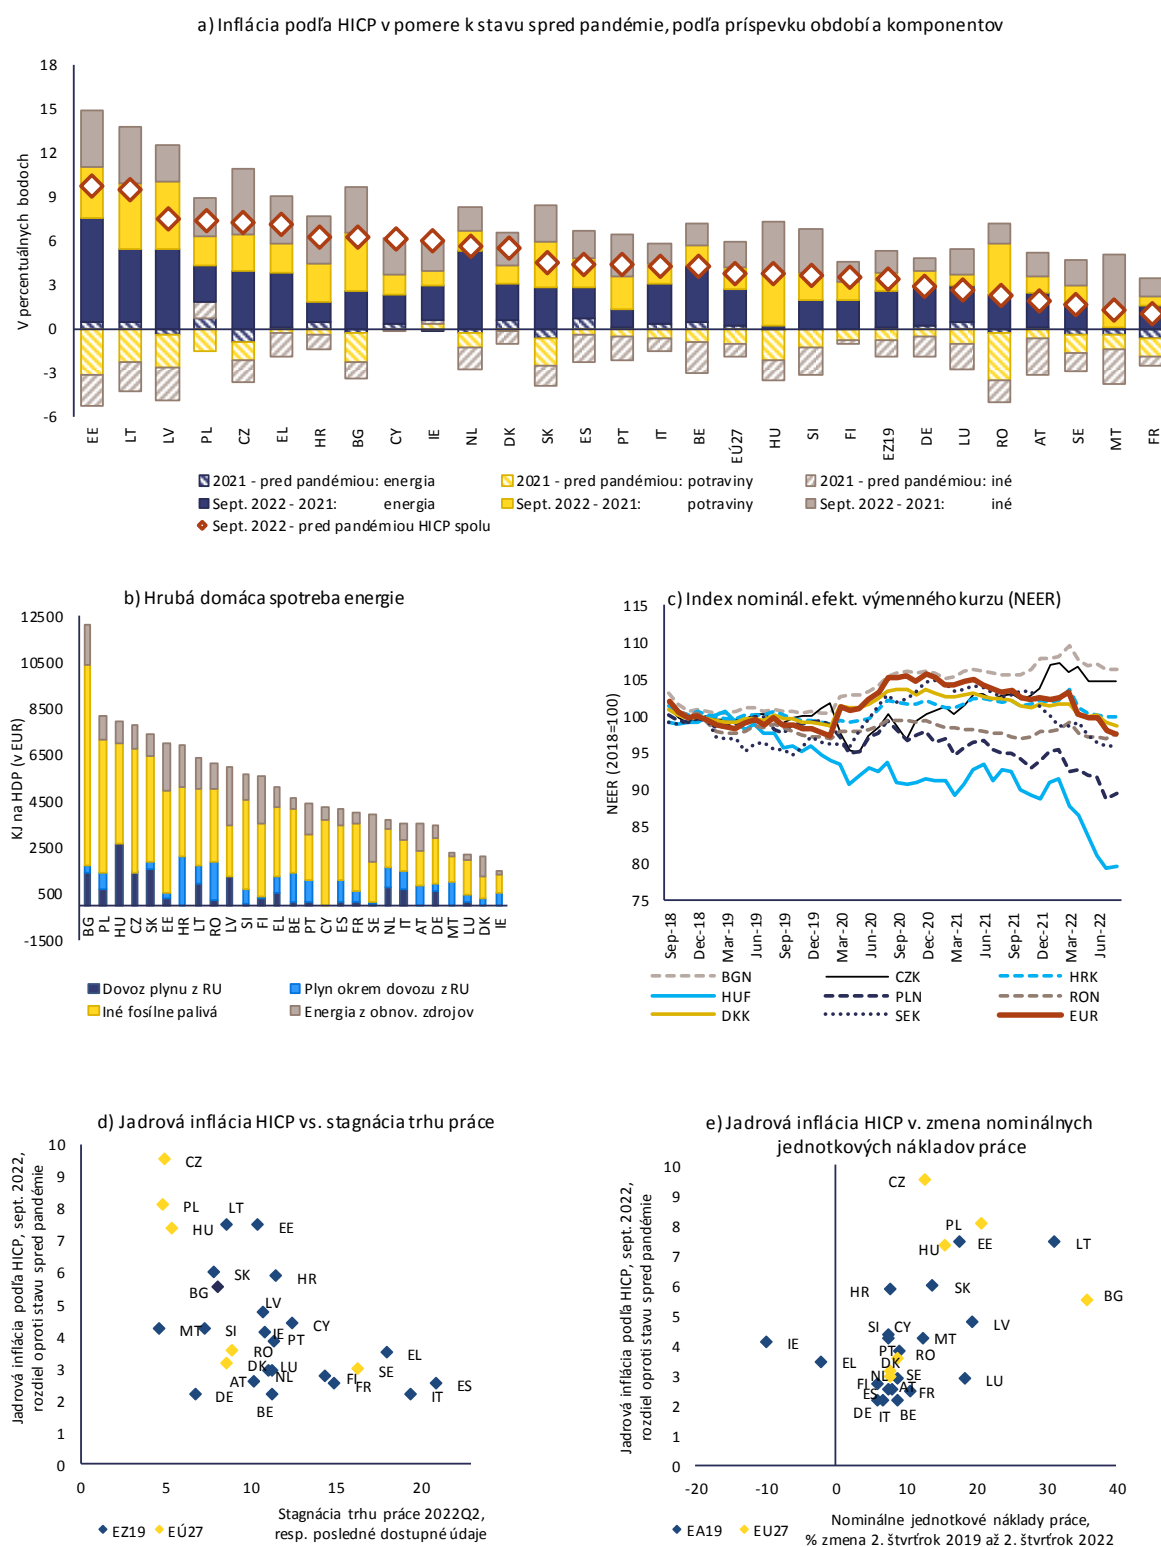 a) Inflácia podľa HICP v pomere k stavu spred pandémie, podľa príspevku období a komponentov
V percentuálnych bodoch
18
15
12
9
6
3
0
-3
-6
EE LT LV PL CZ EL HR BG CY IE NL DK SK ES PT IT BE EÚ27 HU SI FI EZ19 DE LU RO AT SE MT FR
2021 - pred pandémiou: energia
2021 - pred pandémiou: potraviny
2021 - pred pandémiou: iné
Sept. 2022 - 2021: energia
Sept. 2022 - 2021: potraviny
Sept. 2022 - 2021: iné
Sept. 2022 - pred pandémiou HICP spolu
b) Hrubá domáca spotreba energie
KJ na HDP (v EUR)
12500
10500
8500
6500
4500
2500
500
-1500
BG PL HU CZ SK EE HR LT RO LV SI FI EL BE PT CY ES FR SE NL IT AT DE MT LU DK IE
Dovoz plynu z RU
Plyn okrem dovozu z RU
Iné fosílne palivá
Energia z obnov. zdrojov
c) Index nominál. efekt. výmenného kurzu (NEER)
NEER (2018=100)
115
110
105
100
95
90
85
80
75
Sep-18 Dec-18 Mar-19 Jun-19 Sep-19 Dec-19 Mar-20 Jun-20 Sep-20 Dec-20 Mar-21 Jun-21 Sep-21 Dec-21 Mar-22 Jun-22
BGN CZK HRK
HUF PLN RON
DKK SEK EUR
d) Jadrová inflácia HICP vs. stagnácia trhu práce
Jadrová inflácia podľa HICP, sept. 2022,
rozdiel oproti stavu spred pandémie
10
9
8
7
6
5
4
3
2
1
0
CZ
PL LT
HU EE
SK HR
BG
LV
MT SI IE PT CY
RO EL
DK LU SE
AT NL FI FR ES
DE BE IT
0 5 10 15 20 25
Stagnácia trhu práce 2022Q2,
resp. posledné dostupné údaje
EZ19 EÚ27
e) Jadrová inflácia HICP v. zmena nominálnych
jednotkových nákladov práce
Jadrová inflácia podľa HICP, sept. 2022,
rozdiel oproti stavu spred pandémie
10
9
8
7
6
5
4
3
2
1
0
CZ
PL
HU EE LT
HR SK BG
SI CY LV
IE MT
PT RO
EL DK
NL SE LU
FI AT
ES FR
DE IT BE
-20 -10 0 10 20 30 40
Nominálne jednotkové náklady práce,
% zmena 2. štvrťrok 2019 až 2. štvrťrok 2022
EA19 EU27